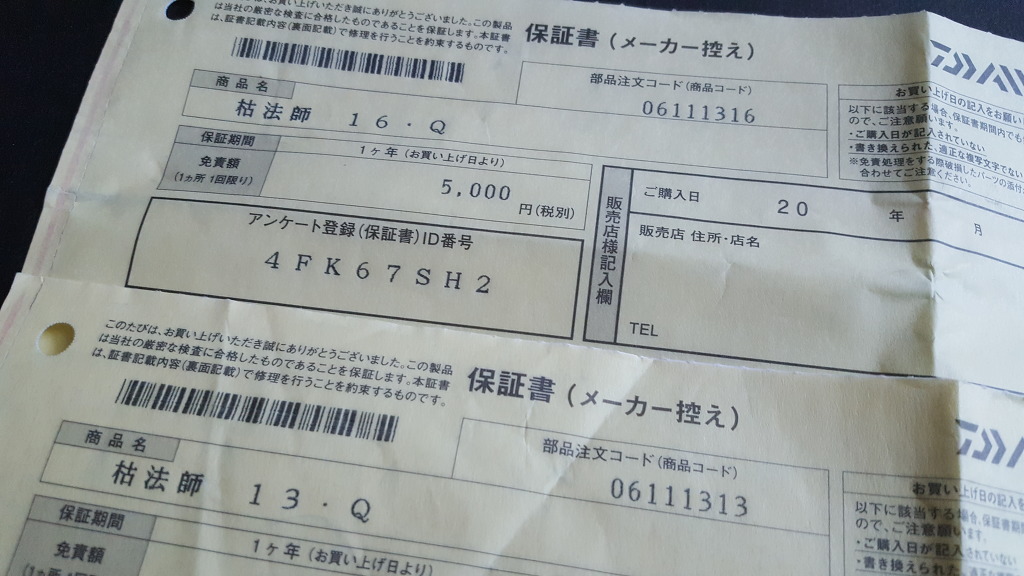 は、お買い上げいただき誠にありがとうございました。この製品
は当社の厳密な検査に合格したものであることを保証します。本証書
は、証書記載内容(裏面記載)で修理を行うことを約束するものです。
保証書(メーカー控え)
商品名
枯法師 16・Q
部品注文コード(商品コード)
06111316
保証期間
1ヶ年(お買い上げ日より)
免責額
(1ヵ所 1回限り)
5,000
円(税別)
アンケート登録(保証書)ID番号
4FK67SH2
販売店様記入欄
ご購入日 20 年 月
販売店 住所・店名
TEL
お買い上げ日の記入をお願い
以下に該当する場合、保証書期間内でも
ので、ご注意願います。
・ご購入日が記入されていない
・書き換えられた、適正な複写文字でない
※免責処理をする際破損したパーツの添付
合わせてご注意ください。
このたびは、お買い上げいただき誠にありがとうございました。この製品
は当社の厳密な検査に合格したものであることを保証します。本証書
は、証書記載内容(裏面記載)で修理を行うことを約束するものです。
保証書(メーカー控え)
商品名
枯法師 13・Q
部品注文コード(商品コード)
06111313
保証期間
1ヶ年(お買い上げ日より)
免責額
(1ヵ所 1回限り)
お買い上げ日の記入を
以下に該当する場合、保証書期間
ので、ご注意願います。
・ご購入日が記入されていない
・書き換えられた、適正な複